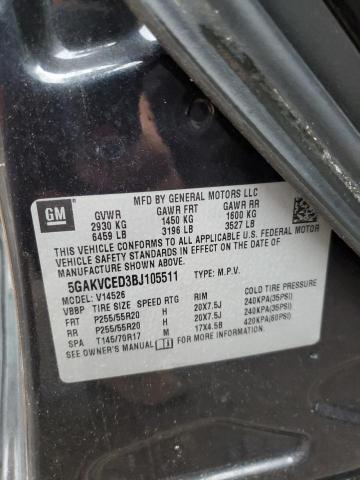 GM
MFD BY GENERAL MOTORS LLC
GVWR GAWR FRT GAWR RR
2930 KG 1450 KG 1600 KG
6459 LB 3196 LB 3527 LB
THIS VEHICLE CONFORMS TO ALL APPLICABLE U.S. FEDERAL MOTOR
VEHICLE SAFETY STANDARDS IN EFFECT ON THE DATE OF
MANUFACTURE SHOWN ABOVE.
5GAKVCED3BJ105511 TYPE: M.P.V.
V14526
VBBP TIRE SIZE SPEED RTG RIM COLD TIRE PRESSURE
FRT P255/55R20 H 20X7.5J 240KPA(35PSI)
RR P255/55R20 H 20X7.5J 240KPA(35PSI)
SPA T145/70R17 M 17X4.5B 420KPA(60PSI)
SEE OWNER'S MANUAL